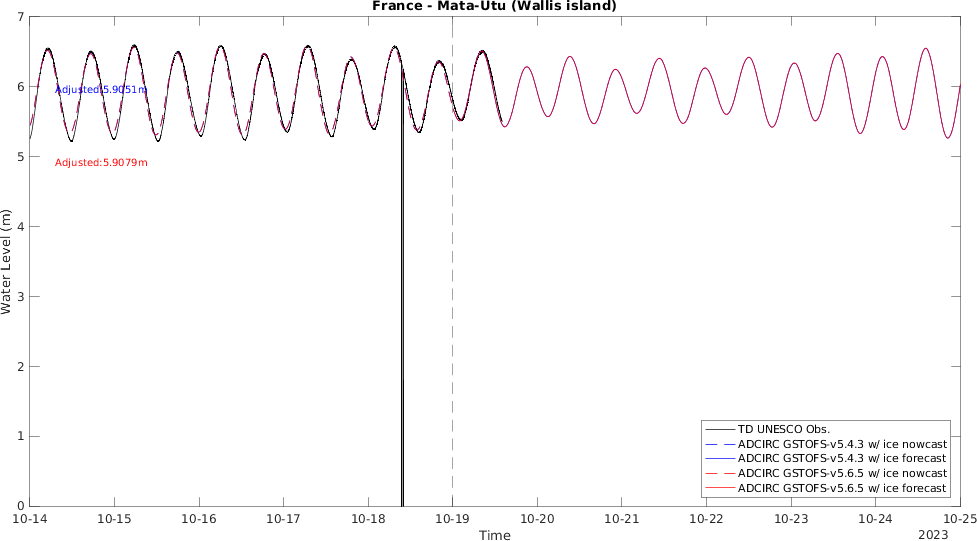 France - Mata-Utu (Wallis island)
7
6
5
4
3
2
1
0
Water Level (m)
Adjusted:5.9051m
Adjusted:5.9079m
TD UNESCO Obs.
ADCIRC GSTOFS-v5.4.3 w/ ice nowcast
ADCIRC GSTOFS-v5.4.3 w/ ice forecast
ADCIRC GSTOFS-v5.6.5 w/ ice nowcast
ADCIRC GSTOFS-v5.6.5 w/ ice forecast
10-14 10-15 10-16 10-17 10-18 10-19 10-20 10-21 10-22 10-23 10-24 10-25
Time
2023